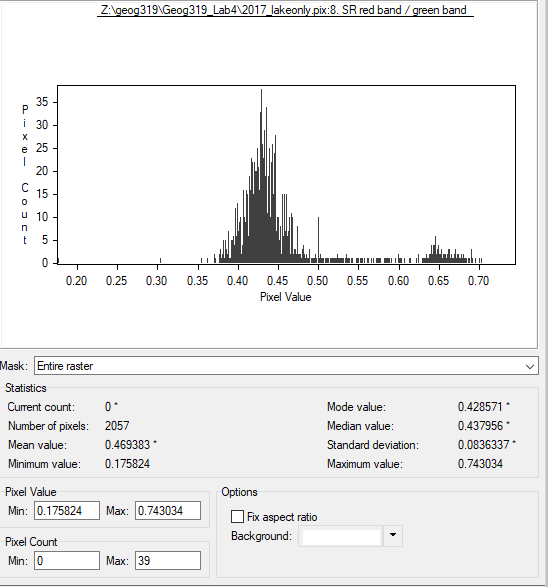 Z:\geog319\Geog319_Lab4\2017_lakeonly.pix:8. SR red band / green band
Pixel Count
35
30
25
20
15
10
5
0
0.20 0.25 0.30 0.35 0.40 0.45 0.50 0.55 0.60 0.65 0.70
Pixel Value
Mask: Entire raster
Statistics
Current count: 0 * Mode value: 0.428571 *
Number of pixels: 2057 Median value: 0.437956 *
Mean value: 0.469383 * Standard deviation: 0.0836337 *
Minimum value: 0.175824 Maximum value: 0.743034
Pixel Value
Min: 0.175824 Max: 0.743034
Pixel Count
Min: 0 Max: 39
Options
Fix aspect ratio
Background: